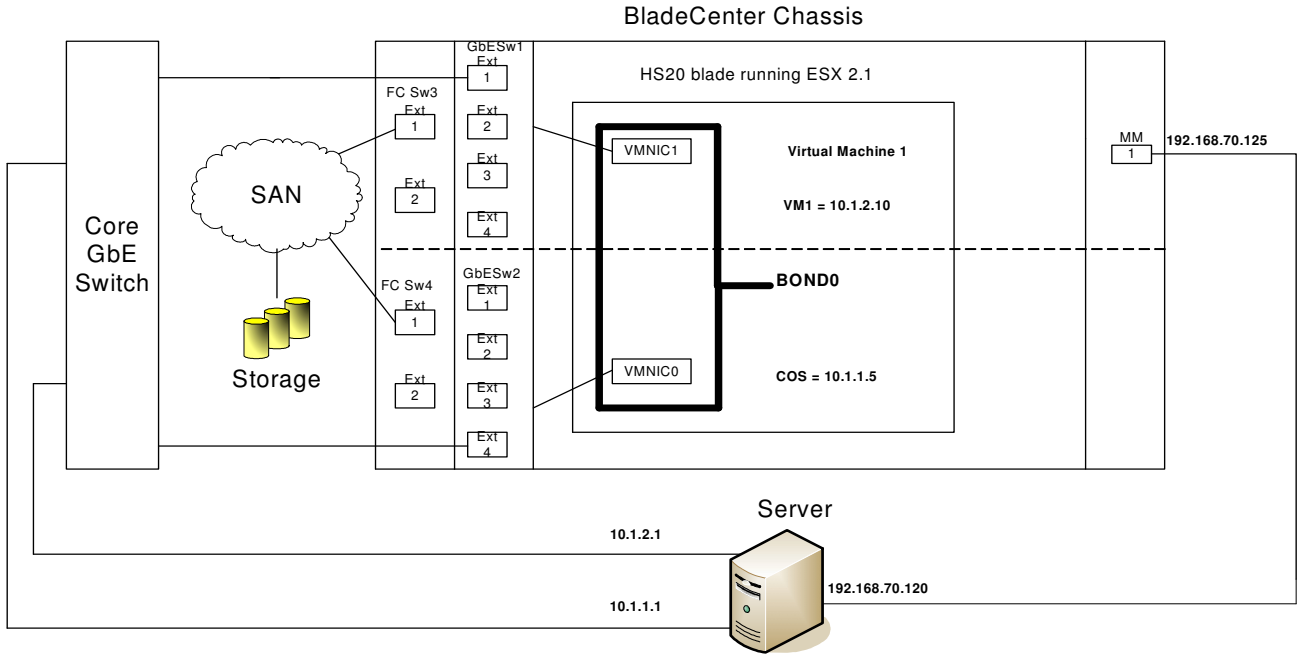 BladeCenter Chassis
GbESw1
Ext
1
HS20 blade running ESX 2.1
FC Sw3
Ext
1
Ext
2
VMNIC1
Virtual Machine 1
MM
1
192.168.70.125
Ext
3
SAN
Ext
2
VM1 = 10.1.2.10
Ext
4
Core
GbE
Switch
GbESw2
BOND0
FC Sw4
Ext
1
Ext
1
Ext
2
Storage
VMNIC0
COS = 10.1.1.5
Ext
2
Ext
3
Ext
4
Server
10.1.2.1
192.168.70.120
10.1.1.1